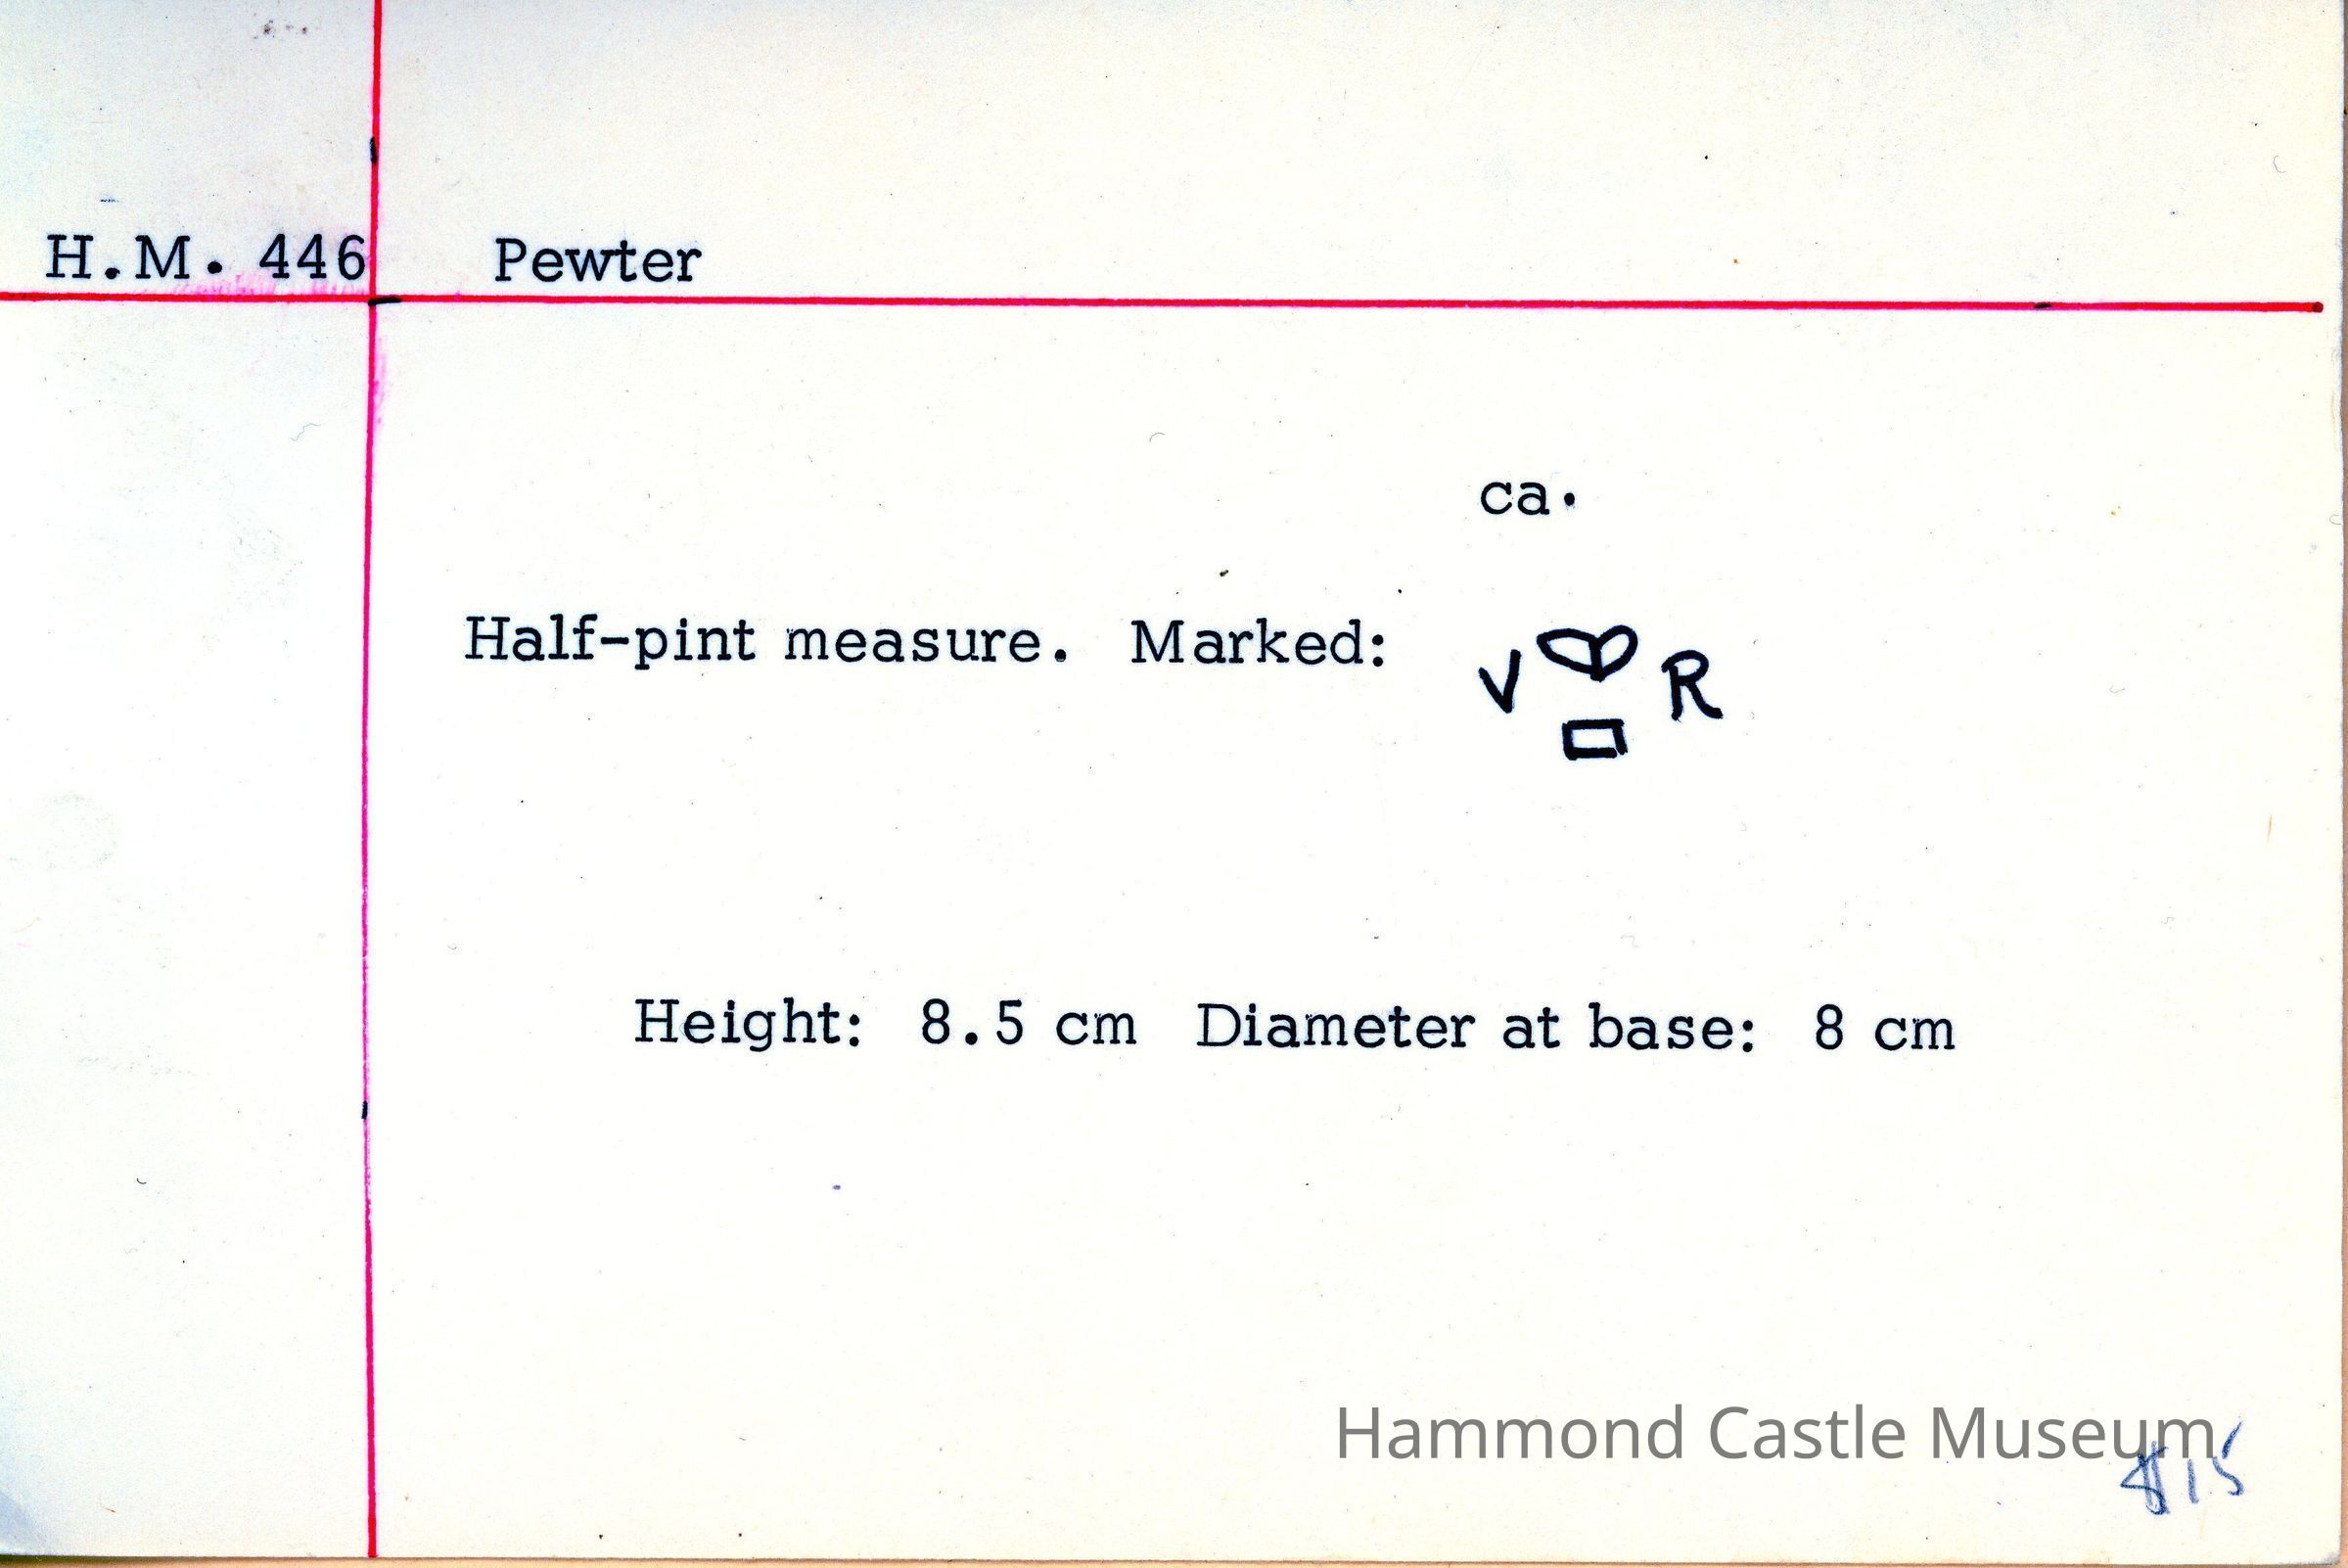 H.M. 446 Pewter
ca.
Half-pint measure. Marked: V R
Height: 8.5 cm Diameter at base: 8 cm
Hammond Castle Museum
$15